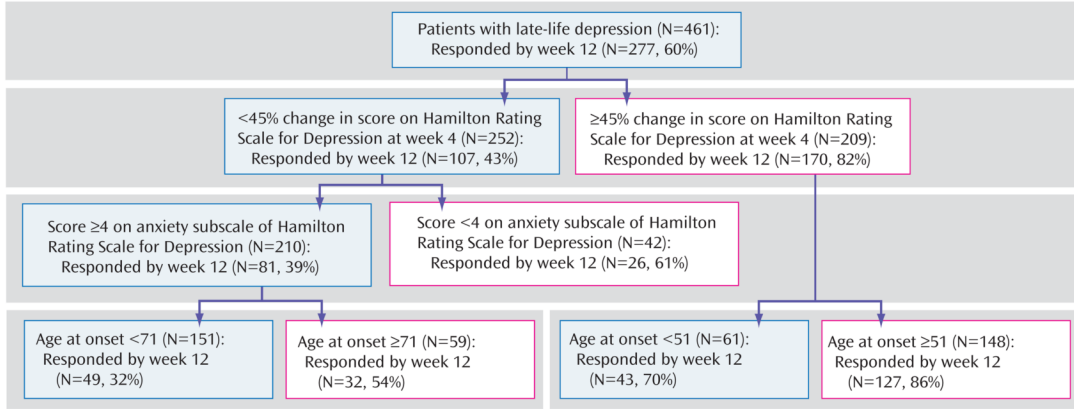 Patients with late-life depression (N=461):
Responded by week 12 (N=277, 60%)
<45% change in score on Hamilton Rating
Scale for Depression at week 4 (N=252):
Responded by week 12 (N=107, 43%)
≥45% change in score on Hamilton Rating
Scale for Depression at week 4 (N=209):
Responded by week 12 (N=170, 82%)
Score ≥4 on anxiety subscale of Hamilton
Rating Scale for Depression (N=210):
Responded by week 12 (N=81, 39%)
Score <4 on anxiety subscale of Hamilton
Rating Scale for Depression (N=42):
Responded by week 12 (N=26, 61%)
Age at onset <71 (N=151):
Responded by week 12
(N=49, 32%)
Age at onset ≥71 (N=59):
Responded by week 12
(N=32, 54%)
Age at onset <51 (N=61):
Responded by week 12
(N=43, 70%)
Age at onset ≥51 (N=148):
Responded by week 12
(N=127, 86%)